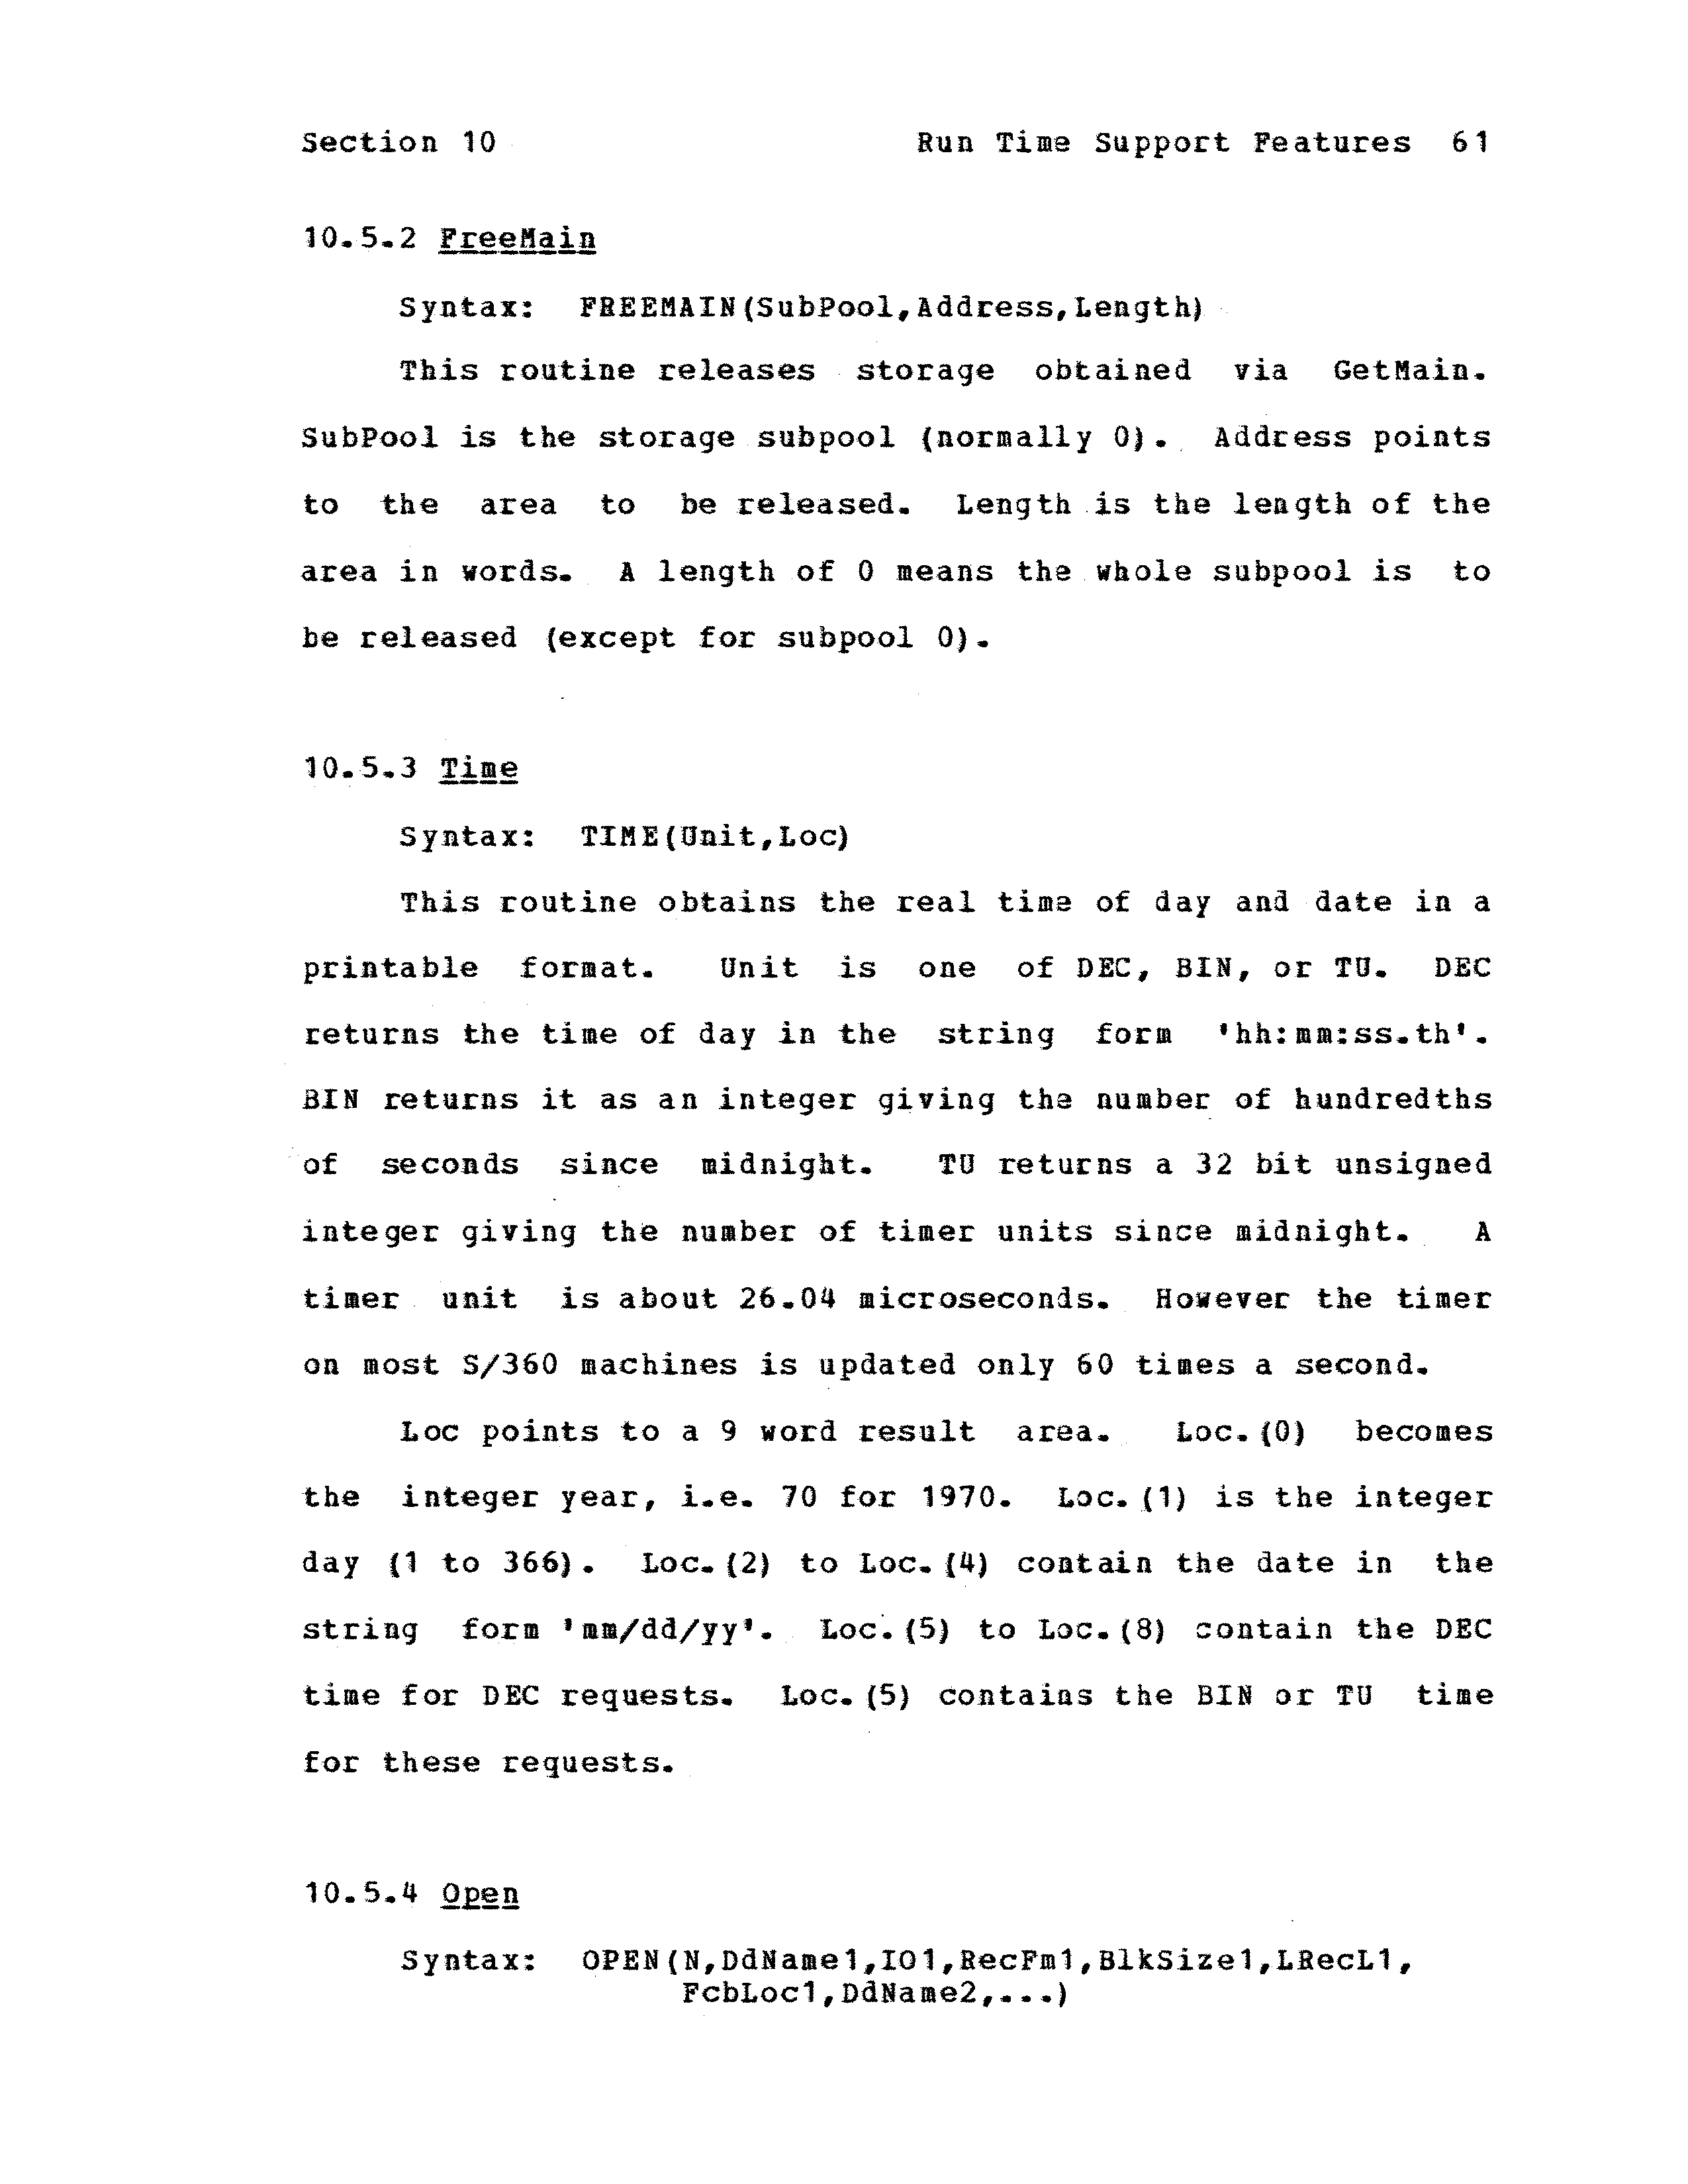 Section 10 Run Time Support Features 61
10.5.2 FreeMain
Syntax: FREEMAIN(SubPool,Address,Length)
This routine releases storage obtained via GetMain.
SubPool is the storage subpool (normally 0). Address points
to the area to be released. Length is the length of the
area in words. A length of 0 means the whole subpool is to
be released (except for subpool 0).
10.5.3 Time
Syntax: TIME(Unit,Loc)
This routine obtains the real time of day and date in a
printable format. Unit is one of DEC, BIN, or TU. DEC
returns the time of day in the string form 'hh:mm:ss.th'.
BIN returns it as an integer giving the number of hundredths
of seconds since midnight. TU returns a 32 bit unsigned
integer giving the number of timer units since midnight. A
timer unit is about 26.04 microseconds. However the timer
on most S/360 machines is updated only 60 times a second.
Loc points to a 9 word result area. Loc.(0) becomes
the integer year, i.e. 70 for 1970. Loc.(1) is the integer
day (1 to 366). Loc.(2) to Loc.(4) contain the date in the
string form 'mm/dd/yy'. Loc.(5) to Loc.(8) contain the DEC
time for DEC requests. Loc.(5) contains the BIN or TU time
for these requests.
10.5.4 Open
Syntax: OPEN(N,DdName1,IO1,RecFm1,BlkSize1,LRecL1,
FcbLoc1,DdName2,...)